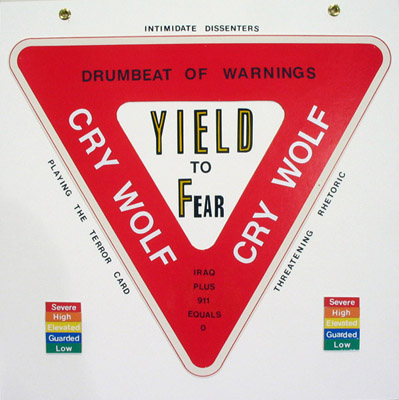 INTIMIDATE DISSENTERS
DRUMBEAT OF WARNINGS
CRY WOLF
YIELD
TO
FEAR
CRY WOLF
PLAYING THE TERROR CARD
THREATENING RHETORIC
IRAQ
PLUS
911
EQUALS
0
Severe
High
Elevated
Guarded
Low
Severe
High
Elevated
Guarded
Low